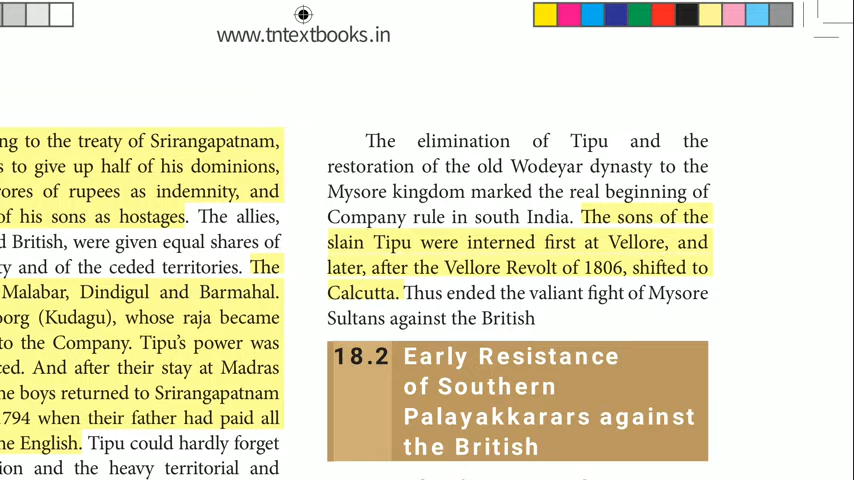 www.tntextbooks.in
ng to the treaty of Srirangapatnam,
s to give up half of his dominions,
rores of rupees as indemnity, and
of his sons as hostages. The allies,
d British, were given equal shares of
ty and of the ceded territories. The
Malabar, Dindigul and Barmahal.
oorg (Kudagu), whose raja became
to the Company. Tipu's power was
ced. And after their stay at Madras
he boys returned to Srirangapatnam
1794 when their father had paid all
he English. Tipu could hardly forget
ion and the heavy territorial and
The elimination of Tipu and the
restoration of the old Wodeyar dynasty to the
Mysore kingdom marked the real beginning of
Company rule in south India. The sons of the
slain Tipu were interned first at Vellore, and
later, after the Vellore Revolt of 1806, shifted to
Calcutta. Thus ended the valiant fight of Mysore
Sultans against the British
18.2 Early Resistance
of Southern
Palayakkarars against
the British